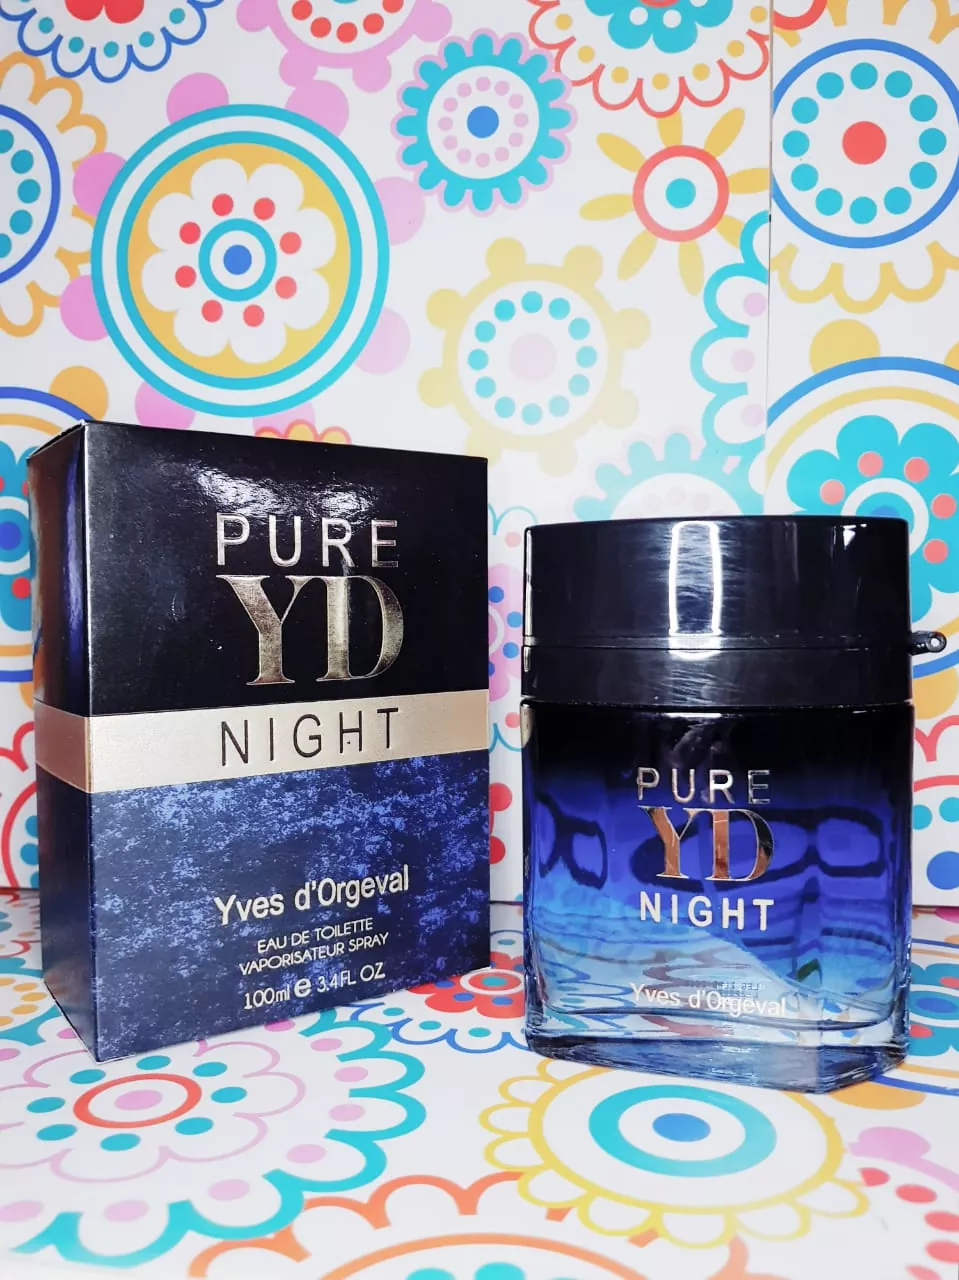 PURE
YD
NIGHT
Yves d'Orgeval
EAU DE TOILETTE
VAPORISATEUR SPRAY
100ml e 3.4 FL OZ
PURE
YD
NIGHT
Yves d'Orgeval